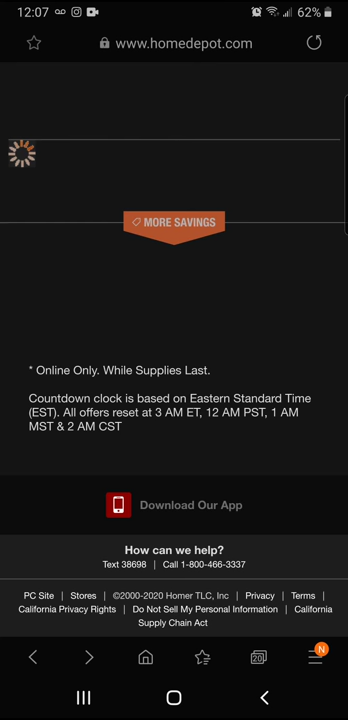 12:07 62%
www.homedepot.com
MORE SAVINGS
* Online Only. While Supplies Last.
Countdown clock is based on Eastern Standard Time
(EST). All offers reset at 3 AM ET, 12 AM PST, 1 AM
MST & 2 AM CST
Download Our App
How can we help?
Text 38698 | Call 1-800-466-3337
PC Site | Stores | ©2000-2020 Homer TLC, Inc | Privacy | Terms |
California Privacy Rights | Do Not Sell My Personal Information | California
Supply Chain Act
20
N